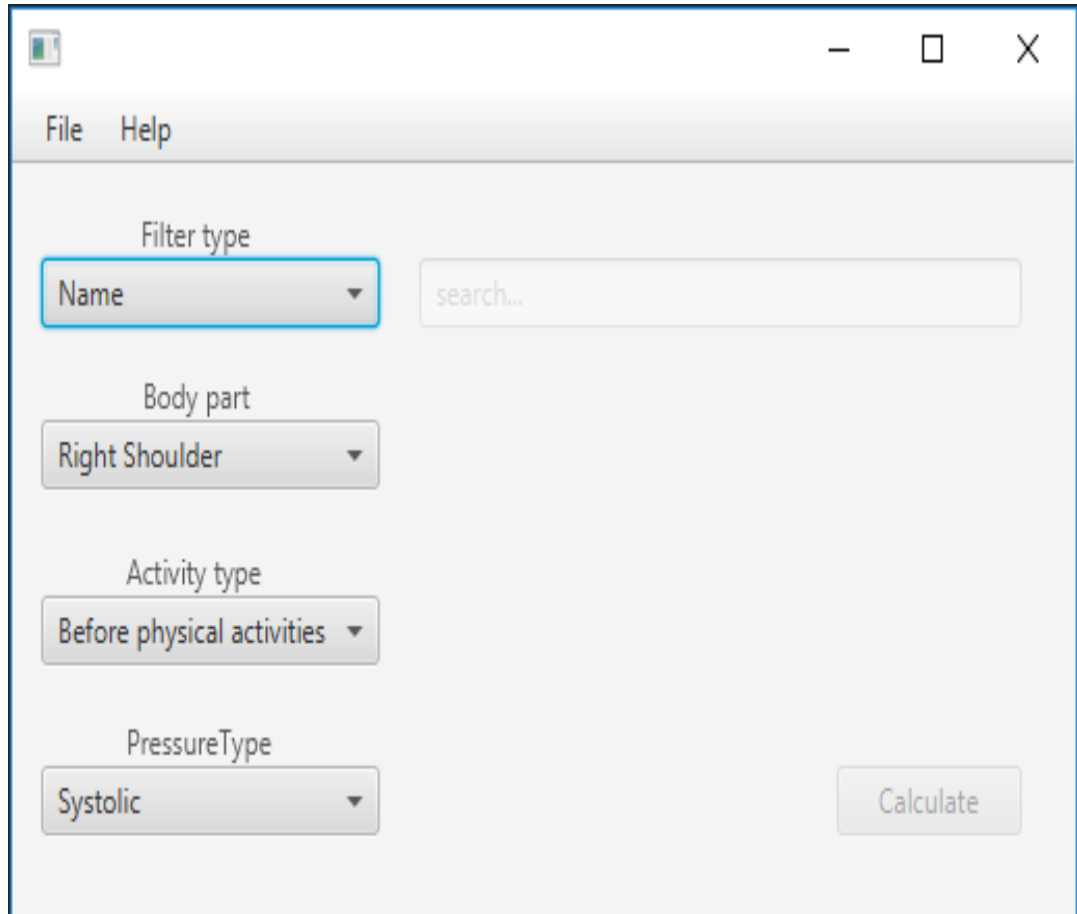 File Help
Filter type
Name
search...
Body part
Right Shoulder
Activity type
Before physical activities
PressureType
Systolic
Calculate